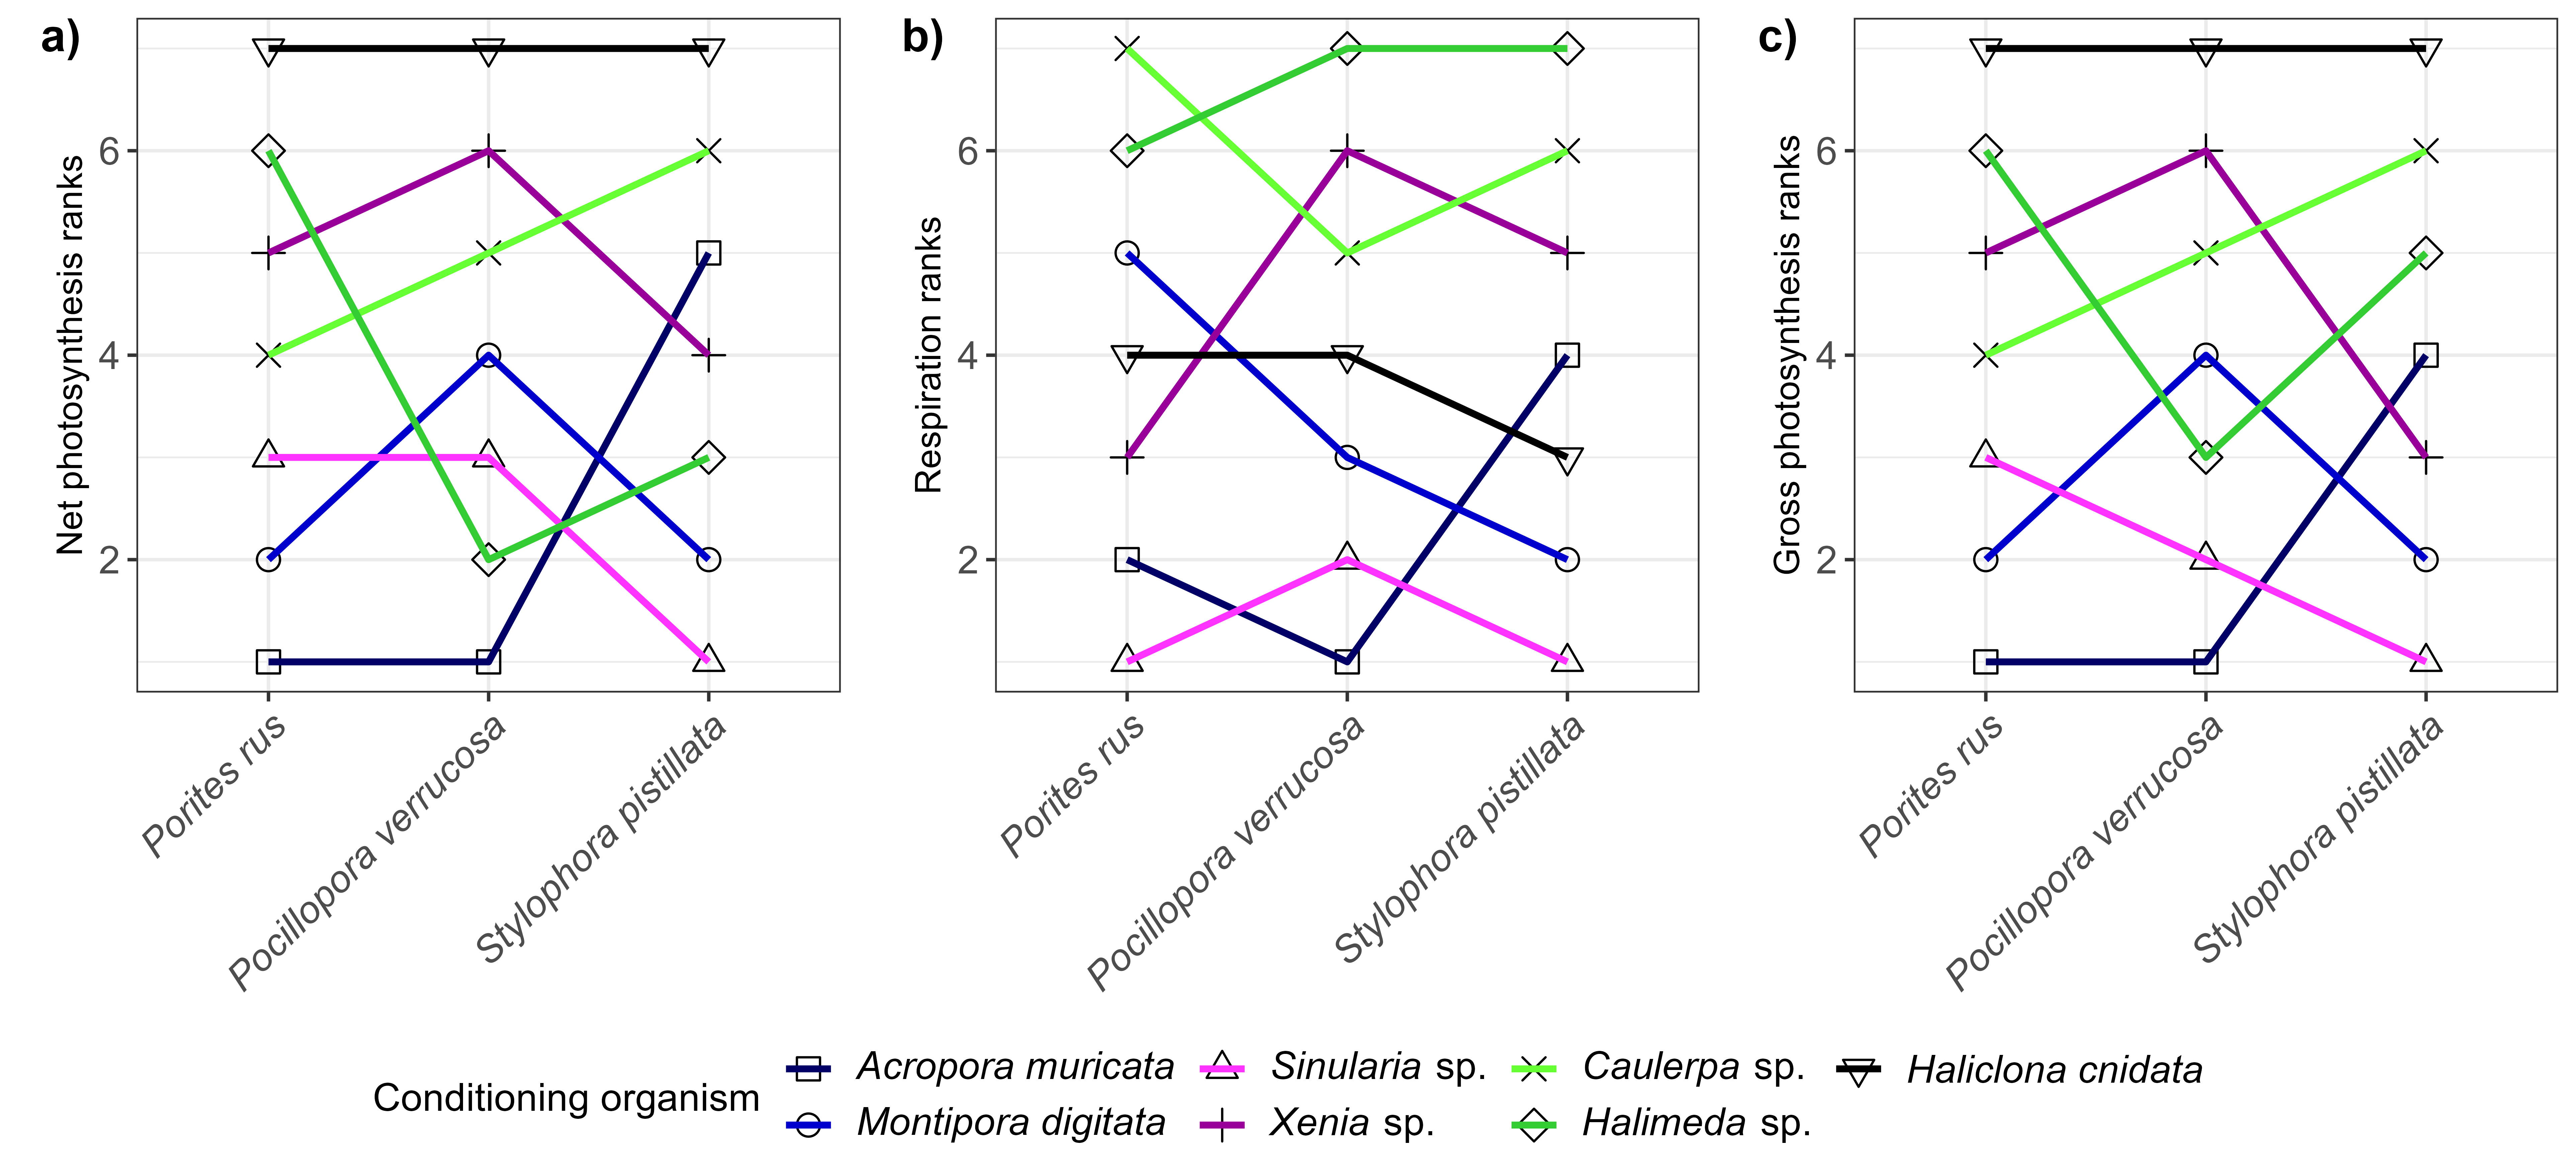 a)
Net photosynthesis ranks
6
4
2
Porites rus
Pocillopora verrucosa
Stylophora pistillata
b)
Respiration ranks
6
4
2
Porites rus
Pocillopora verrucosa
Stylophora pistillata
c)
Gross photosynthesis ranks
6
4
2
Porites rus
Pocillopora verrucosa
Stylophora pistillata
Conditioning organism
Acropora muricata
Montipora digitata
Sinularia sp.
Xenia sp.
Caulerpa sp.
Halimeda sp.
Haliclona cnidata